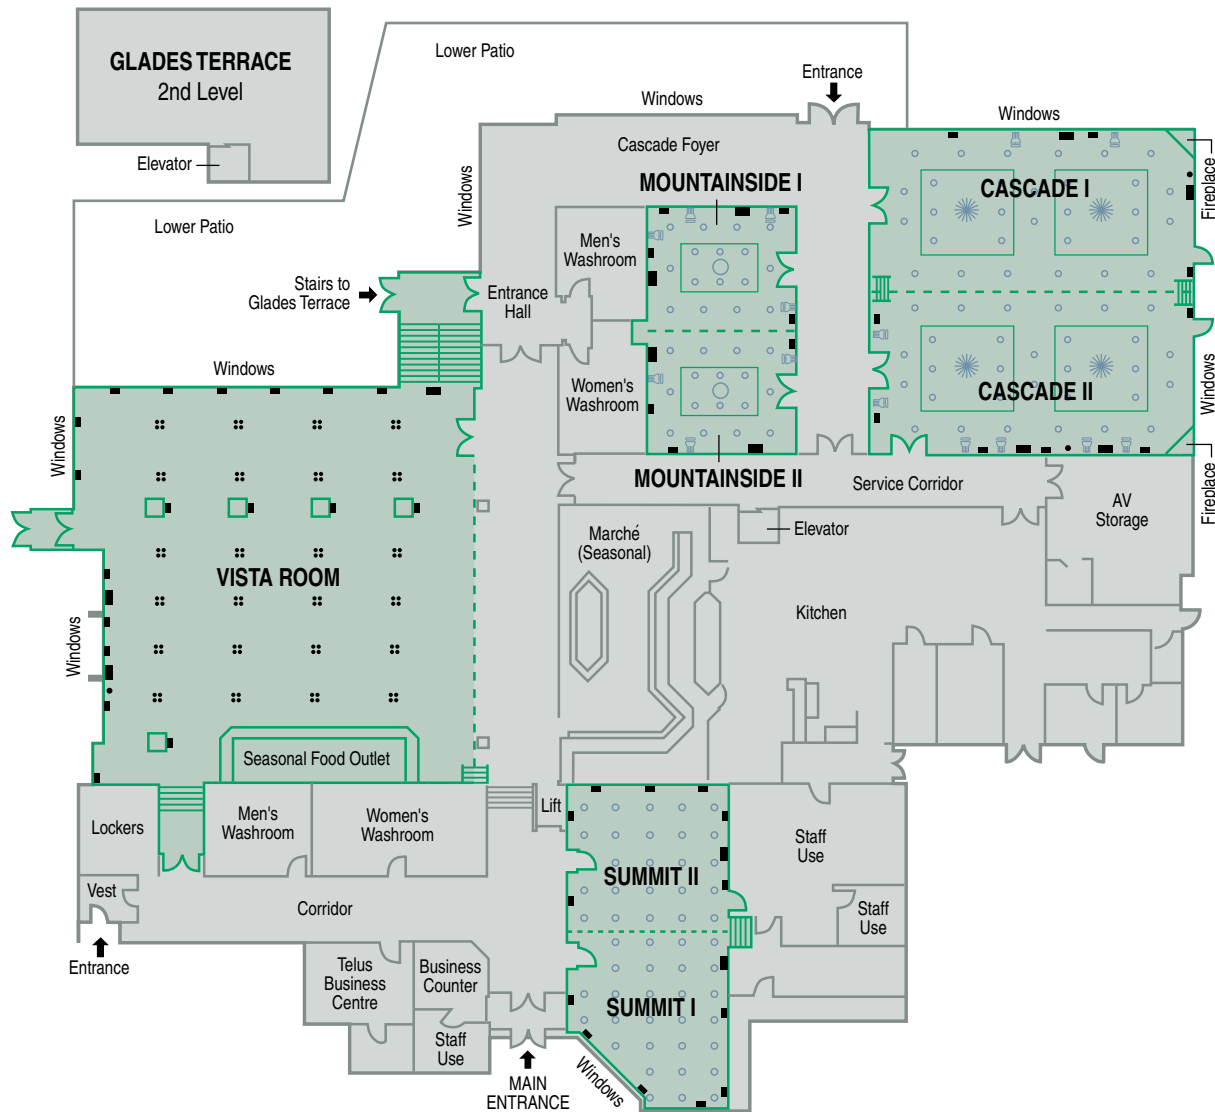 GLADES TERRACE
2nd Level
Elevator
Lower Patio
Entrance
Windows
Windows
Cascade Foyer
MOUNTAINSIDE I
CASCADE I
Fireplace
Windows
Lower Patio
Men's
Washroom
Stairs to
Glades Terrace
Entrance
Hall
Windows
Women's
Washroom
CASCADE II
Windows
Windows
MOUNTAINSIDE II
Service Corridor
Fireplace
AV
Storage
Marché
(Seasonal)
Elevator
VISTA ROOM
Kitchen
Windows
Seasonal Food Outlet
Lockers
Men's
Washroom
Women's
Washroom
Lift
Staff
Use
SUMMIT II
Vest
Corridor
Staff
Use
Entrance
Telus
Business
Centre
Business
Counter
SUMMIT I
Staff
Use
Windows
MAIN
ENTRANCE